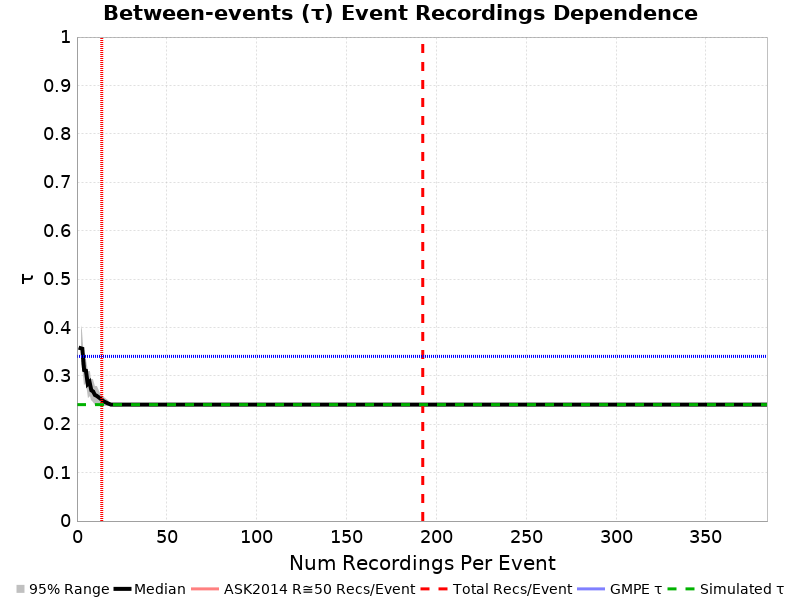 Between-events (τ) Event Recordings Dependence
1
0.9
0.8
0.7
0.6
0.5
0.4
0.3
0.2
0.1
0
τ
0 50 100 150 200 250 300 350
Num Recordings Per Event
95% Range Median ASK2014 R≅50 Recs/Event Total Recs/Event GMPE τ Simulated τ